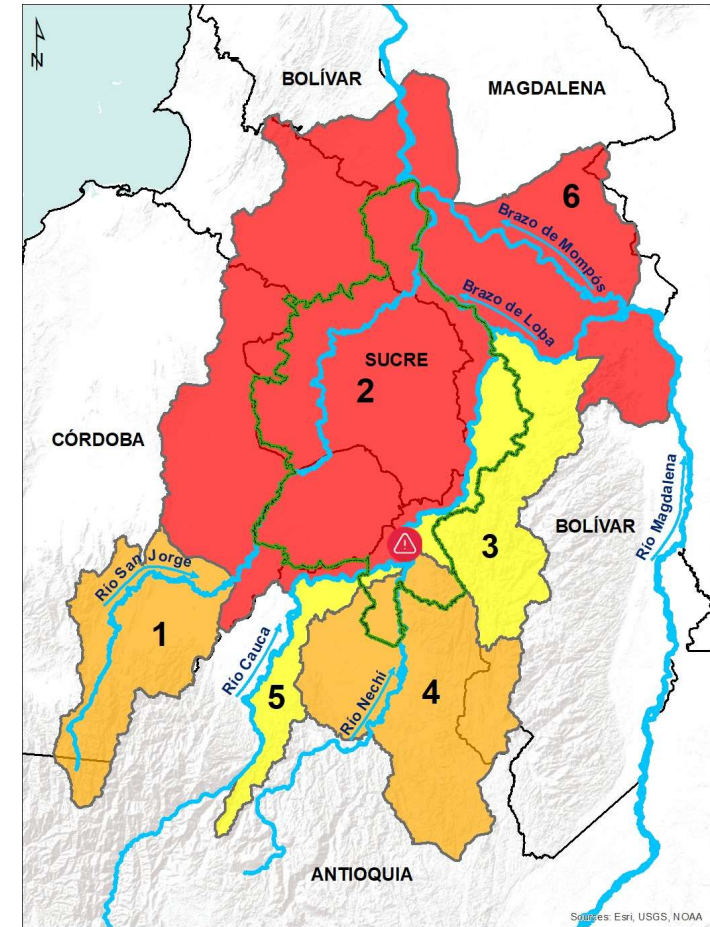 N
BOLÍVAR
MAGDALENA
6
Brazo de Mompós
Brazo de Loba
SUCRE
2
CÓRDOBA
BOLÍVAR
Río Magdalena
3
Río San Jorge
1
Río Cauca
5
Río Nechí
4
ANTIOQUIA
Sources: Esri, USGS, NOAA